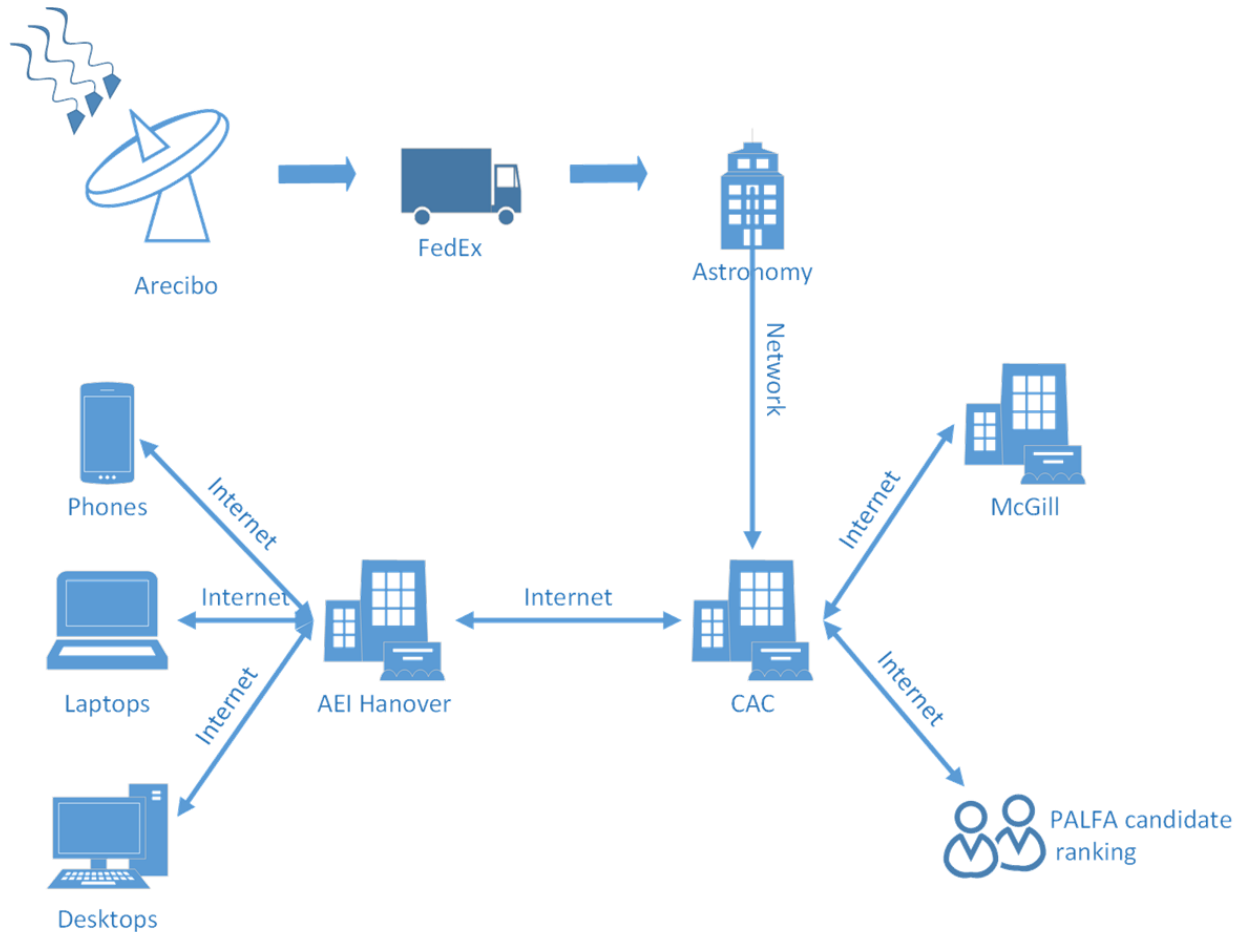 Arecibo
FedEx
Astronomy
Network
McGill
Phones
Internet
Internet
Laptops
Internet
AEI Hanover
Internet
CAC
Internet
Internet
Desktops
PALFA candidate
ranking